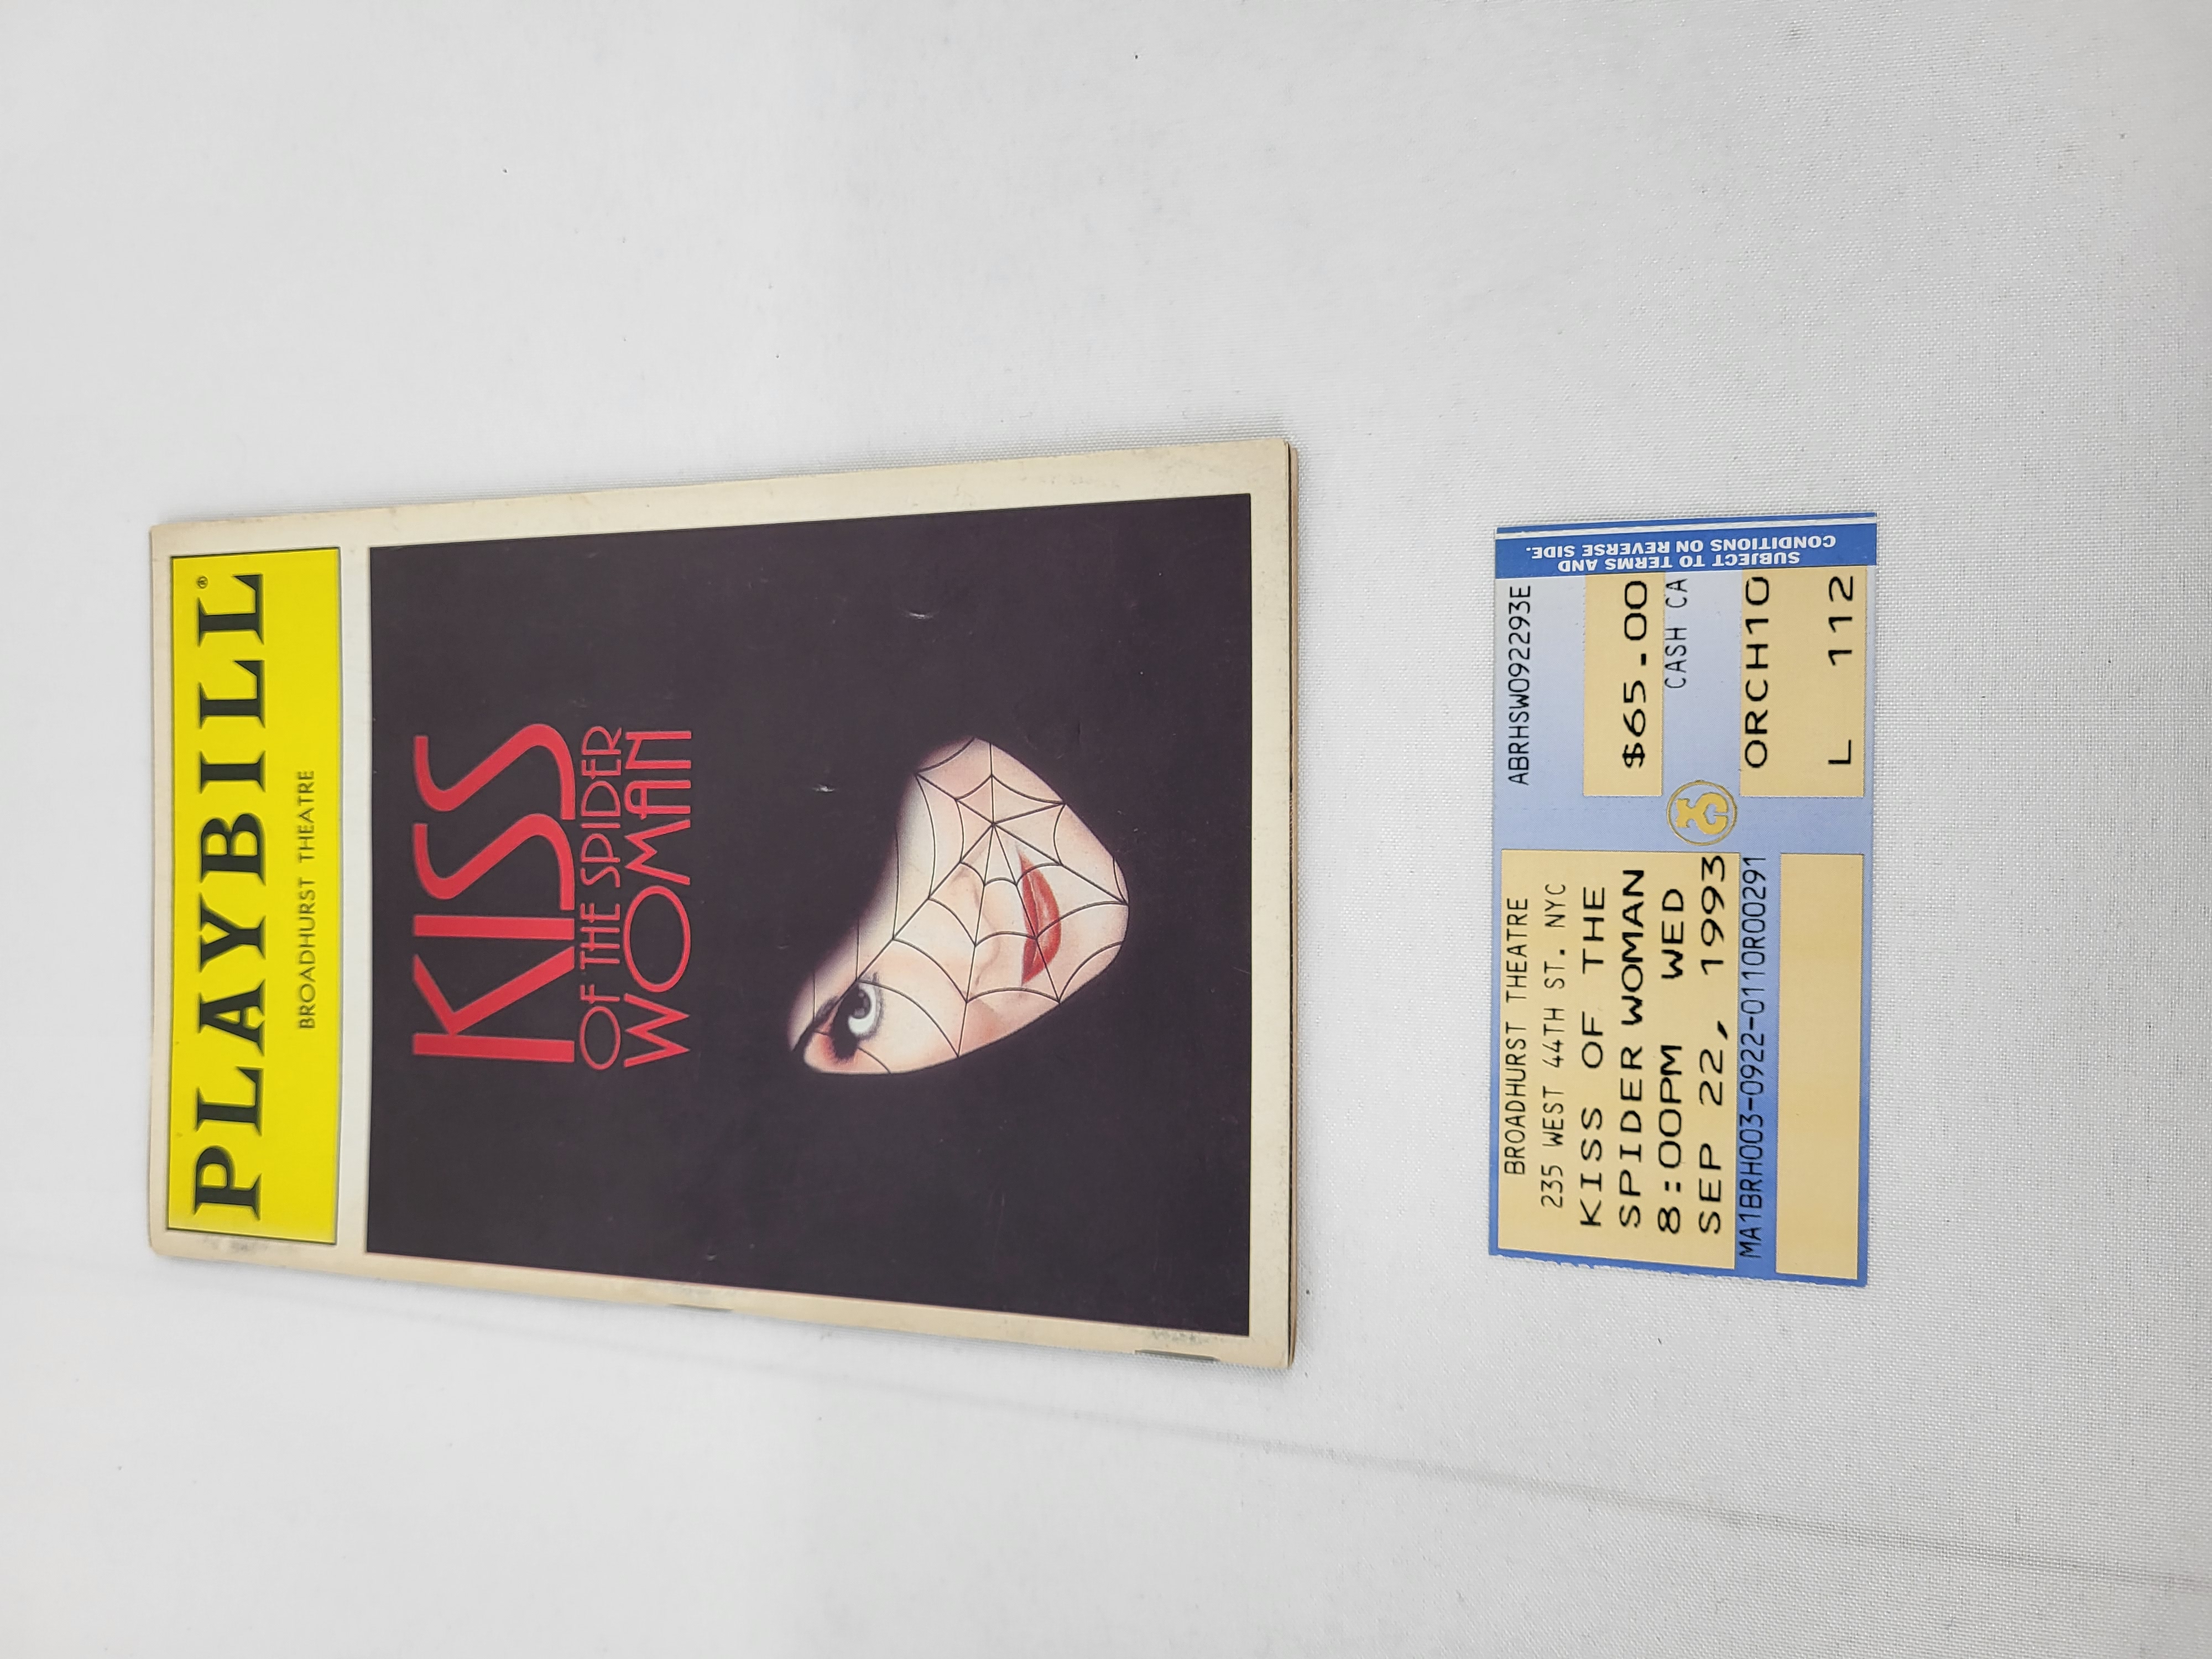 PLAYBILL®
BROADHURST THEATRE
KISS
OF THE SPIDER
WOMAN
BROADHURST THEATRE
235 WEST 44TH ST. NYC
KISS OF THE
SPIDER WOMAN
8:00PM WED
SEP 22, 1993
MA1BRH003-0922-0110R00291
ABRHSW092293E
$65.00
CASH CA
ORCH10
L 112
SUBJECT TO TERMS AND
CONDITIONS ON REVERSE SIDE.